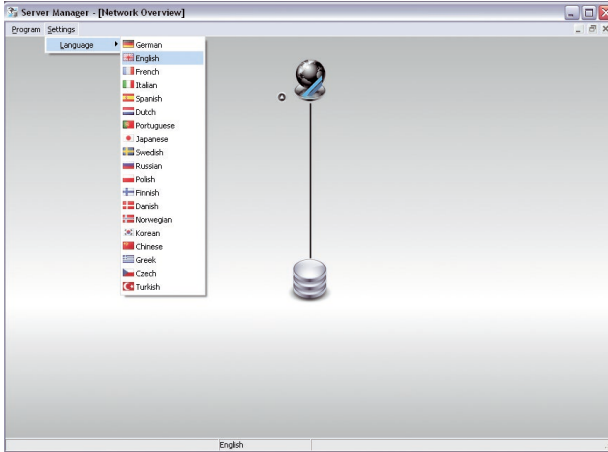 Server Manager - [Network Overview]
Program Settings
Language
German
English
French
Italian
Spanish
Dutch
Portuguese
Japanese
Swedish
Russian
Polish
Finnish
Danish
Norwegian
Korean
Chinese
Greek
Czech
Turkish
English